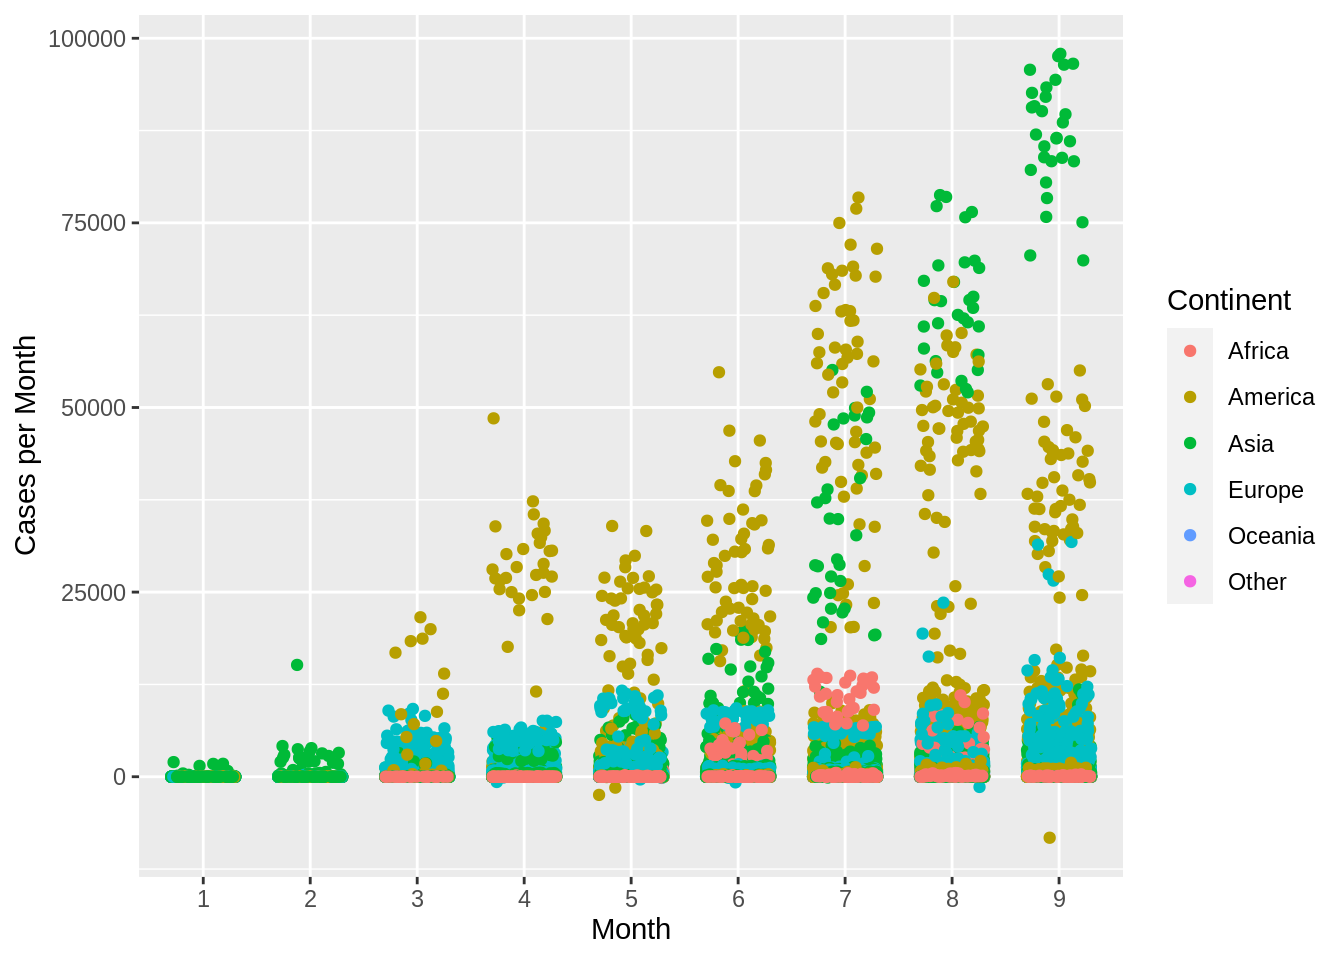 100000
75000
50000
25000
0
Cases per Month
1 2 3 4 5 6 7 8 9
Month
Continent
Africa
America
Asia
Europe
Oceania
Other